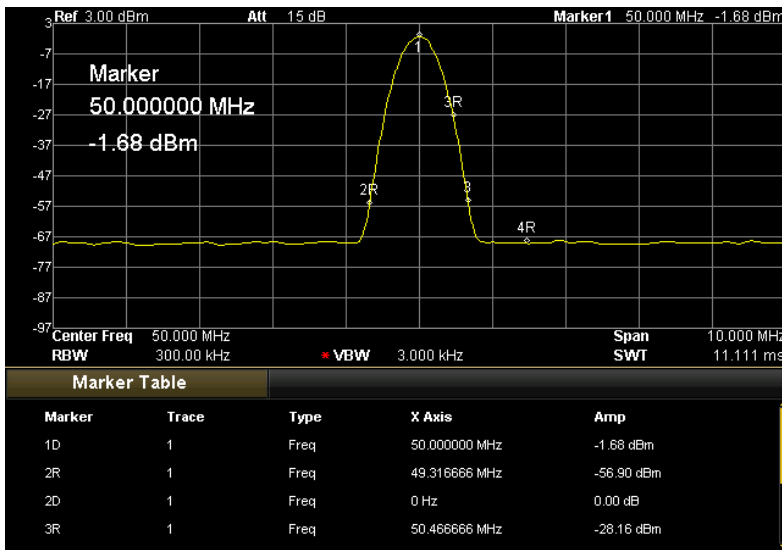 Ref 3.00 dBm Att 15 dB Marker1 50.000 MHz -1.68 dBm
3
-7
Marker
-17
50.000000 MHz
3R
-27
-1.68 dBm
-37
-47
2R 3
-57
4R
-67
-77
-87
-97
1
Center Freq 50.000 MHz Span 10.000 MHz
RBW 300.00 kHz * VBW 3.000 kHz SWT 11.111 ms
Marker Table
Marker Trace Type X Axis Amp
1D 1 Freq 50.000000 MHz -1.68 dBm
2R 1 Freq 49.316666 MHz -56.90 dBm
2D 1 Freq 0 Hz 0.00 dB
3R 1 Freq 50.466666 MHz -28.16 dBm